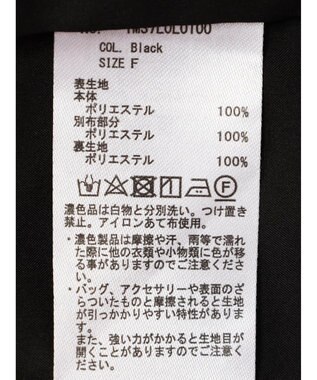 COL. Black
SIZE F
表生地
本体
ポリエステル 100%
別布部分
ポリエステル 100%
裏生地
ポリエステル 100%
F
濃色品は白物と分別洗い。つけ置き
禁止。アイロンあて布使用。
・濃色製品は摩擦や汗、雨等で濡れ
た際に他の衣類や小物類に色が移
る事がありますのでご注意くださ
い。
・バッグ、アクセサリーや表面のざ
らついたものと摩擦されると生地
が引っかかりやすい特性がありま
す。
また、強い力がかかると生地目が
開くことがありますのでご注意く
ださい。